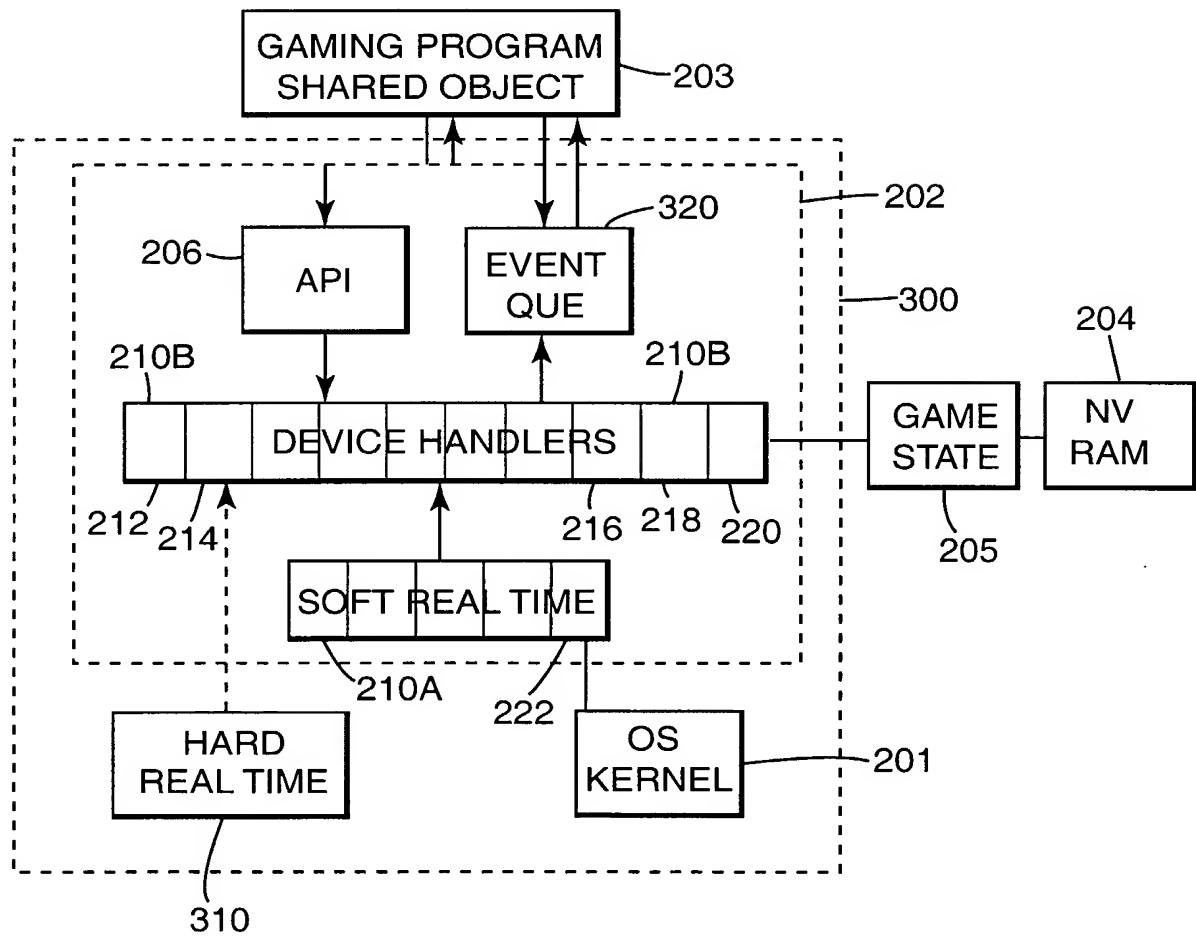 GAMING PROGRAM
SHARED OBJECT
203
202
320
206
API
EVENT
QUE
300
204
210B
210B
DEVICE HANDLERS
GAME
STATE
NV
RAM
212
214
216
218
220
205
SOFT REAL TIME
210A
222
HARD
REAL TIME
OS
KERNEL
201
310